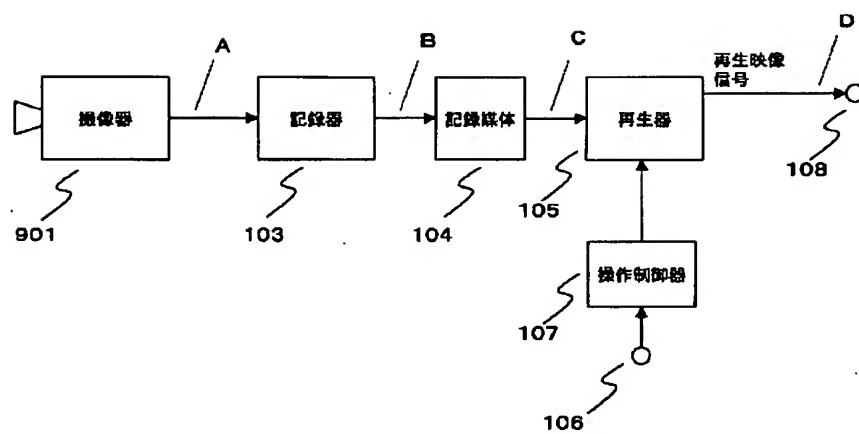 A
B
C
D
再生映像
信号
撮像器
記録器
記録媒体
再生器
901
103
104
105
108
操作制御器
107
106